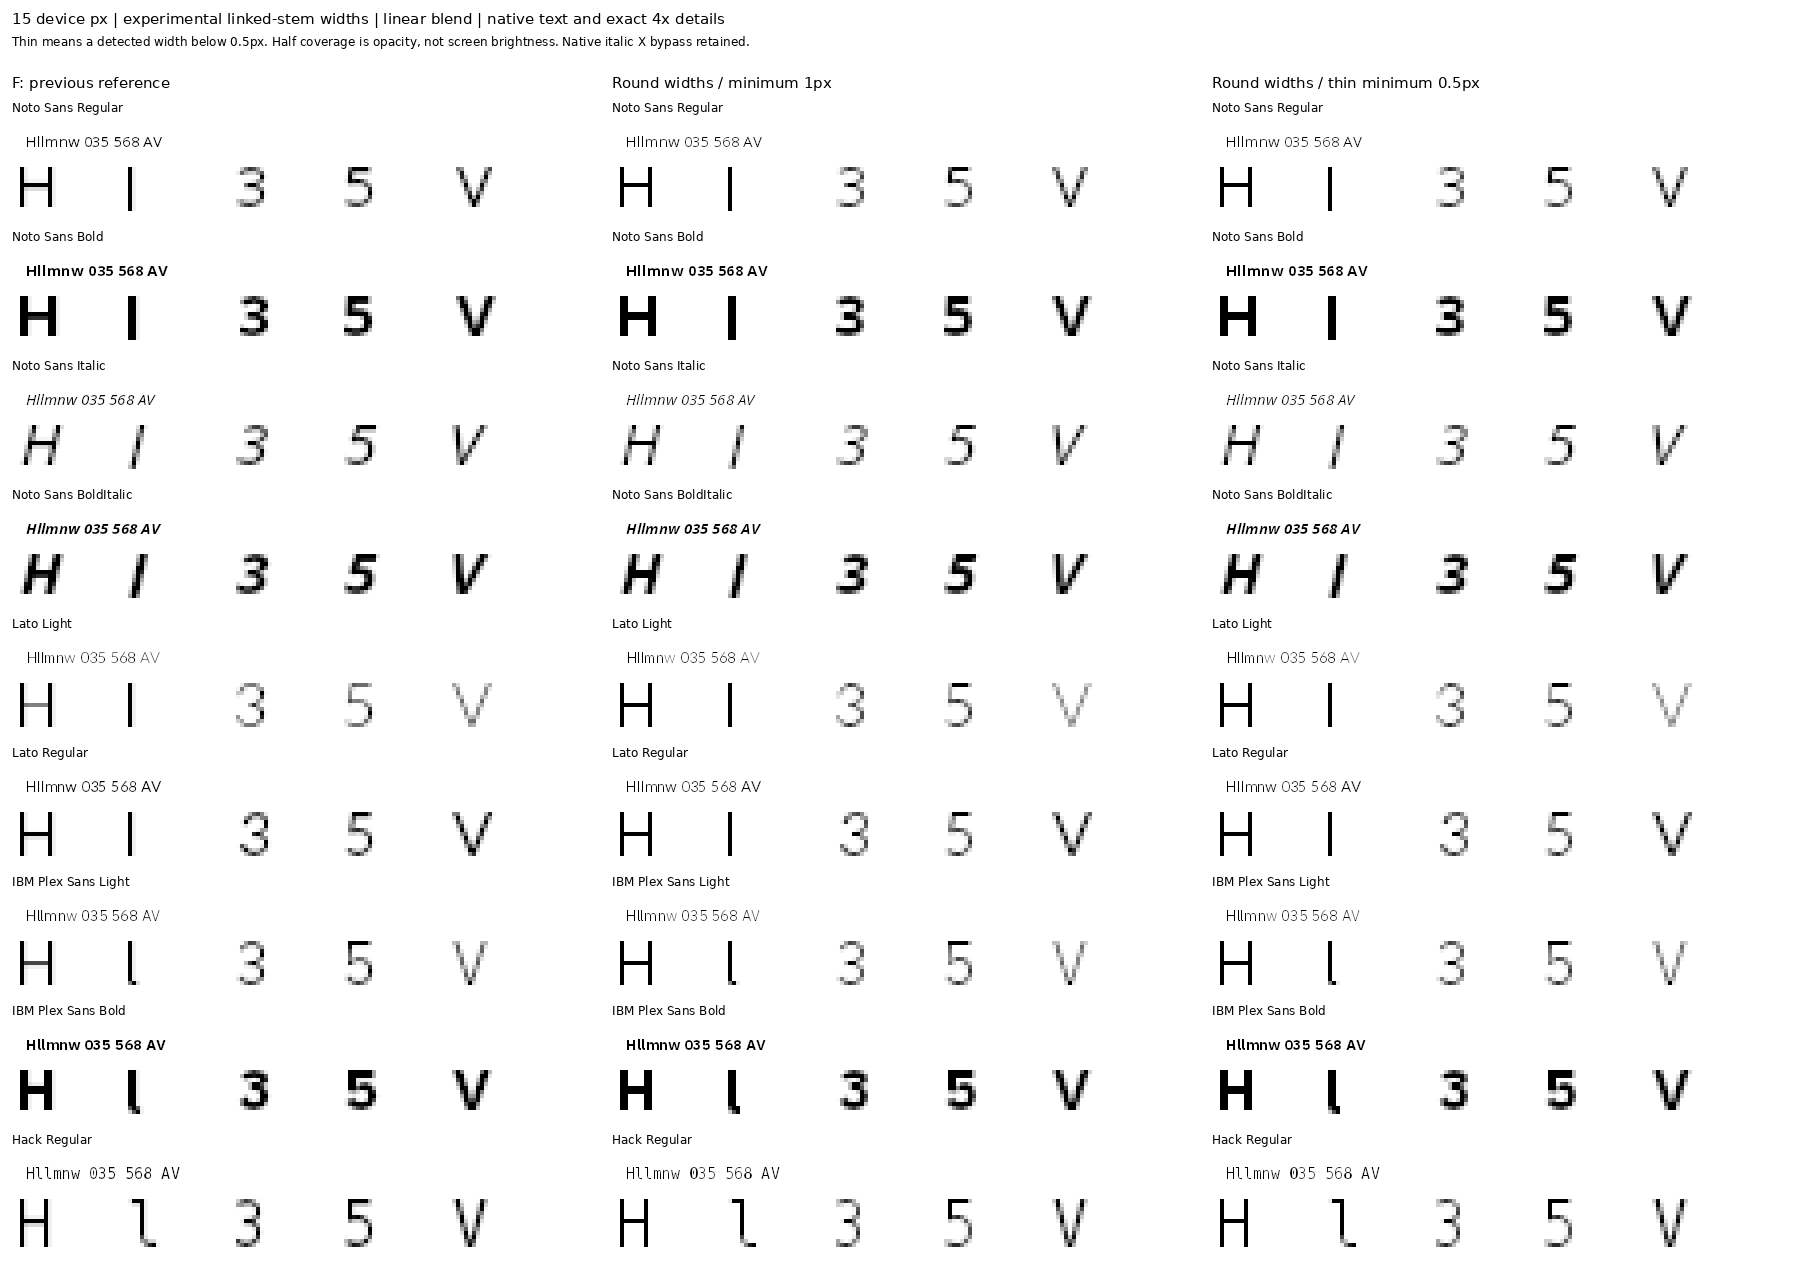 15 device px | experimental linked-stem widths | linear blend | native text and exact 4x details
Thin means a detected width below 0.5px. Half coverage is opacity, not screen brightness. Native italic X bypass retained.
F: previous reference
Noto Sans Regular
Hllmnw 035 568 AV
H l 3 5 V
Noto Sans Bold
Hllmnw 035 568 AV
H l 3 5 V
Noto Sans Italic
Hllmnw 035 568 AV
H l 3 5 V
Noto Sans BoldItalic
Hllmnw 035 568 AV
H l 3 5 V
Lato Light
Hllmnw 035 568 AV
H l 3 5 V
Lato Regular
Hllmnw 035 568 AV
H l 3 5 V
IBM Plex Sans Light
Hllmnw 035 568 AV
H l 3 5 V
IBM Plex Sans Bold
Hllmnw 035 568 AV
H l 3 5 V
Hack Regular
Hllmnw 035 568 AV
H l 3 5 V
Round widths / minimum 1px
Noto Sans Regular
Hllmnw 035 568 AV
H l 3 5 V
Noto Sans Bold
Hllmnw 035 568 AV
H l 3 5 V
Noto Sans Italic
Hllmnw 035 568 AV
H l 3 5 V
Noto Sans BoldItalic
Hllmnw 035 568 AV
H l 3 5 V
Lato Light
Hllmnw 035 568 AV
H l 3 5 V
Lato Regular
Hllmnw 035 568 AV
H l 3 5 V
IBM Plex Sans Light
Hllmnw 035 568 AV
H l 3 5 V
IBM Plex Sans Bold
Hllmnw 035 568 AV
H l 3 5 V
Hack Regular
Hllmnw 035 568 AV
H l 3 5 V
Round widths / thin minimum 0.5px
Noto Sans Regular
Hllmnw 035 568 AV
H l 3 5 V
Noto Sans Bold
Hllmnw 035 568 AV
H l 3 5 V
Noto Sans Italic
Hllmnw 035 568 AV
H l 3 5 V
Noto Sans BoldItalic
Hllmnw 035 568 AV
H l 3 5 V
Lato Light
Hllmnw 035 568 AV
H l 3 5 V
Lato Regular
Hllmnw 035 568 AV
H l 3 5 V
IBM Plex Sans Light
Hllmnw 035 568 AV
H l 3 5 V
IBM Plex Sans Bold
Hllmnw 035 568 AV
H l 3 5 V
Hack Regular
Hllmnw 035 568 AV
H l 3 5 V